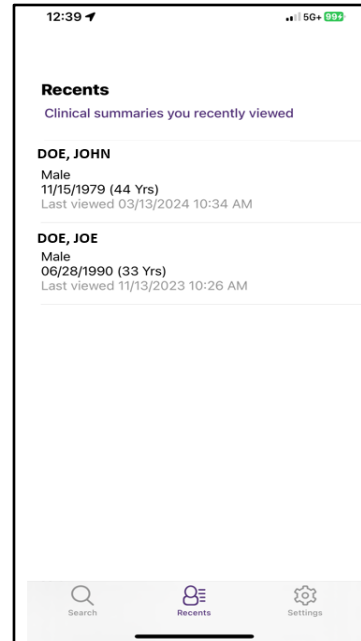 12:39 5G+ 99+
Recents
Clinical summaries you recently viewed
DOE, JOHN
Male
11/15/1979 (44 Yrs)
Last viewed 03/13/2024 10:34 AM
DOE, JOE
Male
06/28/1990 (33 Yrs)
Last viewed 11/13/2023 10:26 AM
Search Recents Settings